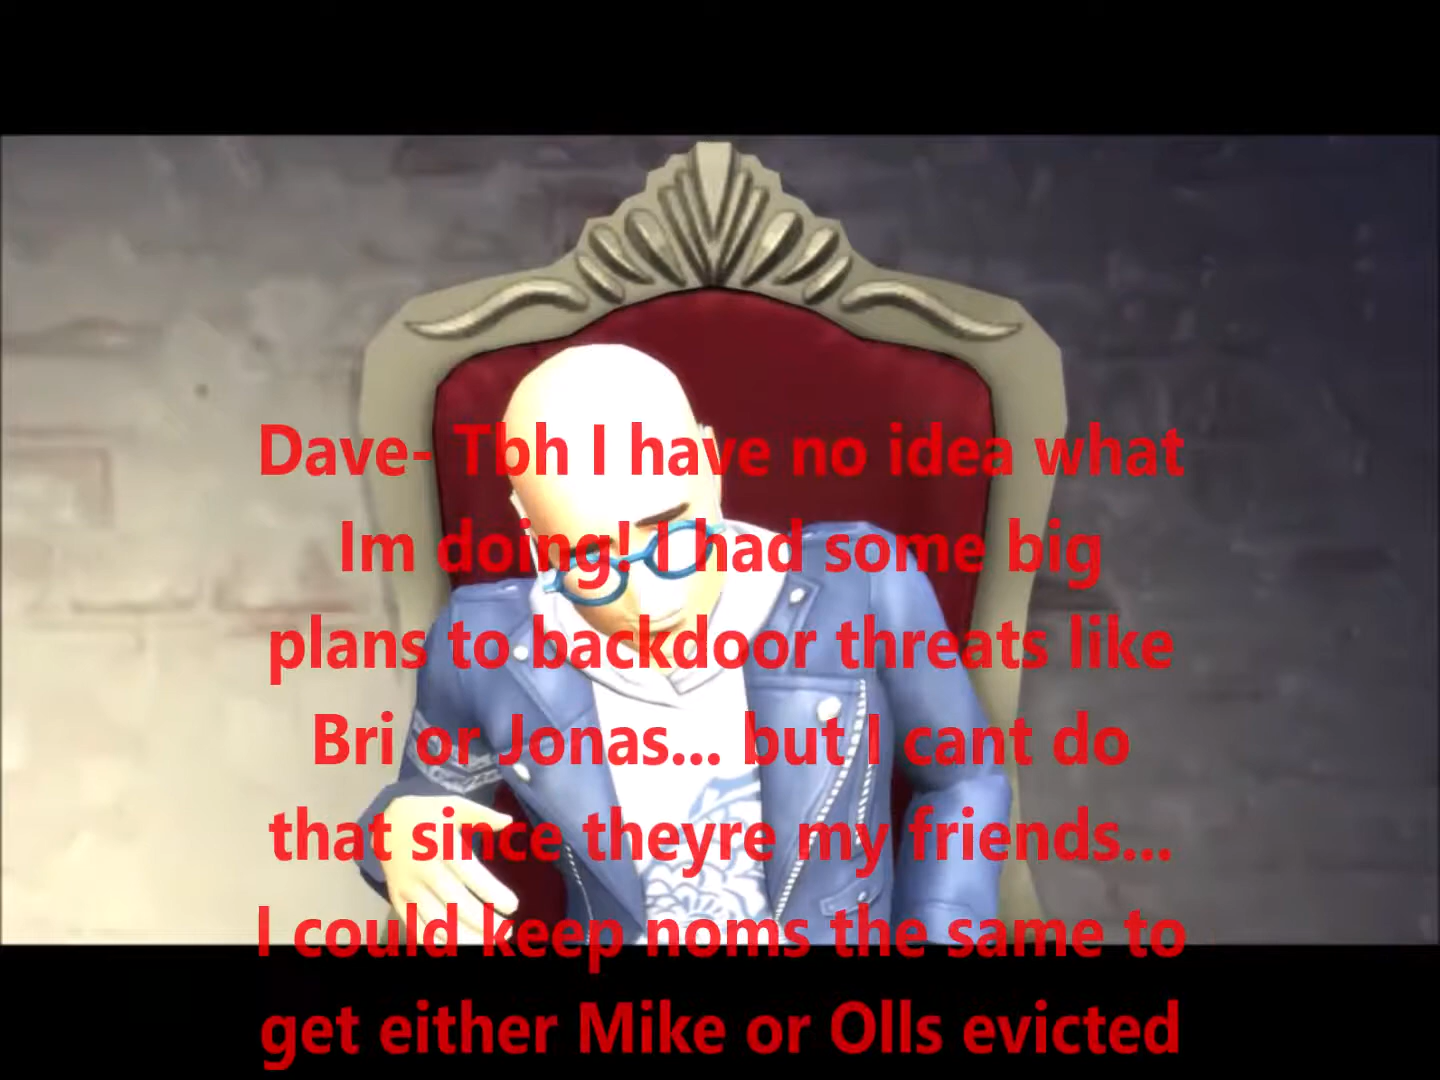 Dave- Tbh I have no idea what
Im doing! I had some big
plans to backdoor threats like
Bri or Jonas... but I cant do
that since theyre my friends...
I could keep noms the same to
get either Mike or Olls evicted